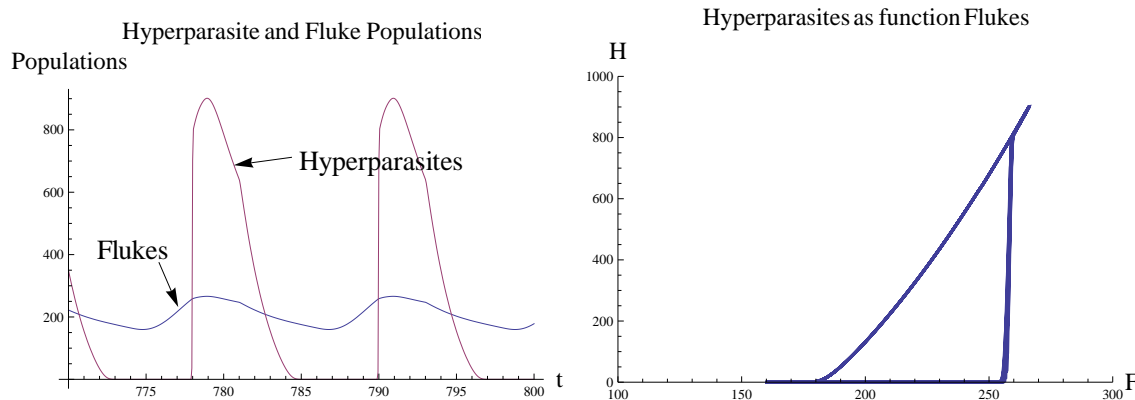 Hyperparasite and Fluke Populations
Populations
800
600
400
200
Hyperparasites
Flukes
775
780
785
790
795
800
t
Hyperparasites as function Flukes
H
1000
800
600
400
200
0
100
150
200
250
300
F